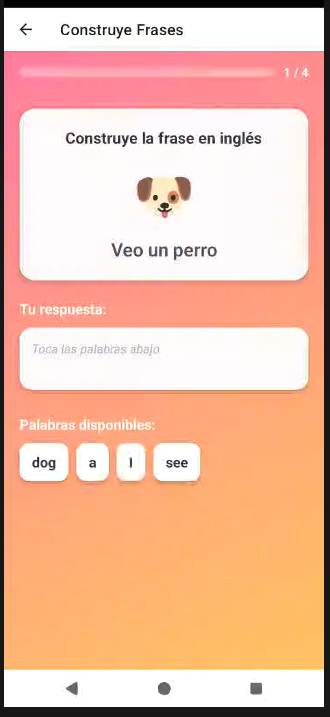 Construye Frases
1 / 4
Construye la frase en inglés
Veo un perro
Tu respuesta:
Toca las palabras abajo
Palabras disponibles:
dog a I see